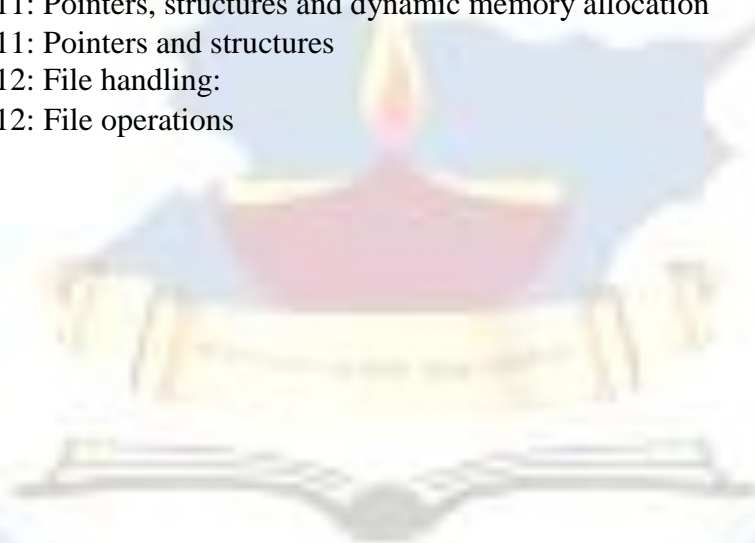 11: Pointers, structures and dynamic memory allocation
11: Pointers and structures
12: File handling:
12: File operations